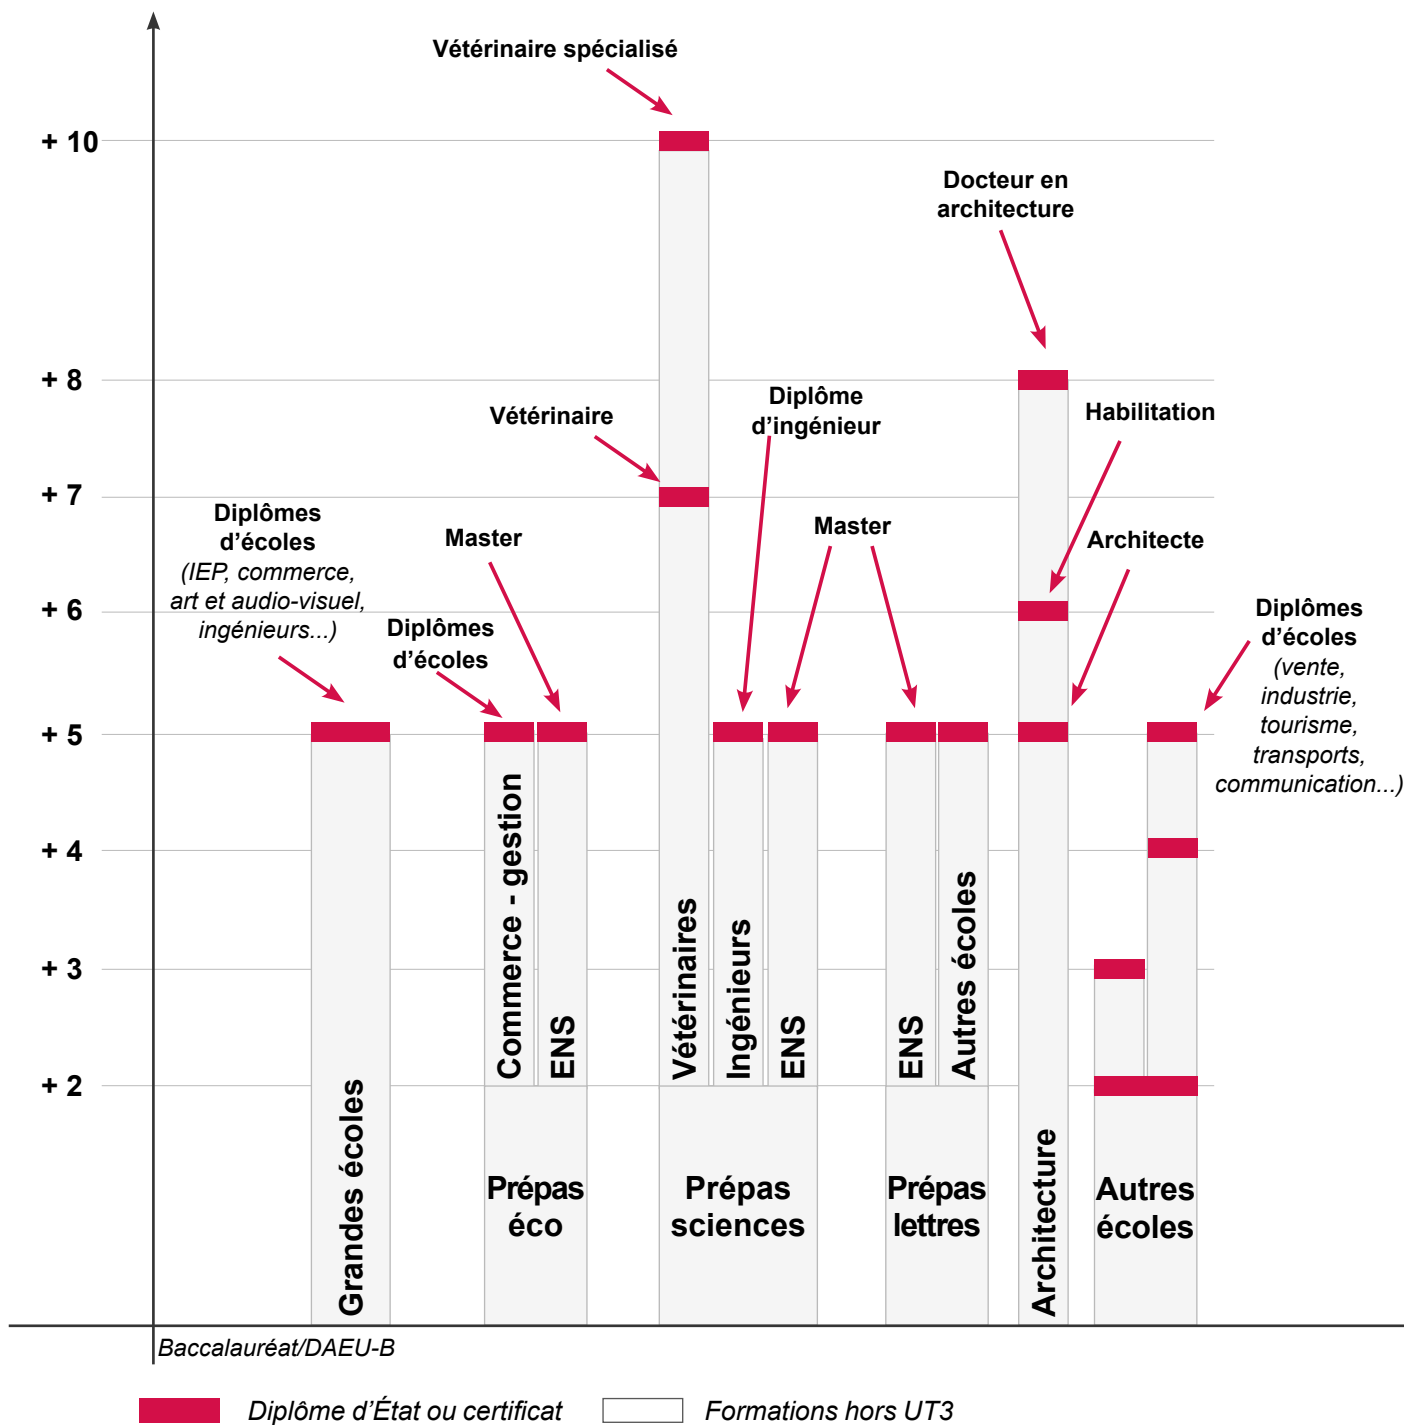 Vétérinaire spécialisé
+ 10
Docteur en
architecture
+ 8
Diplôme
d’ingénieur
Habilitation
Vétérinaire
+ 7
Diplômes
d’écoles
(IEP, commerce,
art et audio-visuel,
ingénieurs...)
Master
Master
Architecte
+ 6
Diplômes
d’écoles
Diplômes
d’écoles
(vente,
industrie,
tourisme,
transports,
communication...)
+ 5
+ 4
+ 3
+ 2
Grandes écoles
Commerce - gestion
ENS
Vétérinaires
Ingénieurs
ENS
ENS
Autres écoles
Architecture
Prépas
éco
Prépas
sciences
Prépas
lettres
Autres
écoles
Baccalauréat/DAEU-B
Diplôme d’État ou certificat
Formations hors UT3